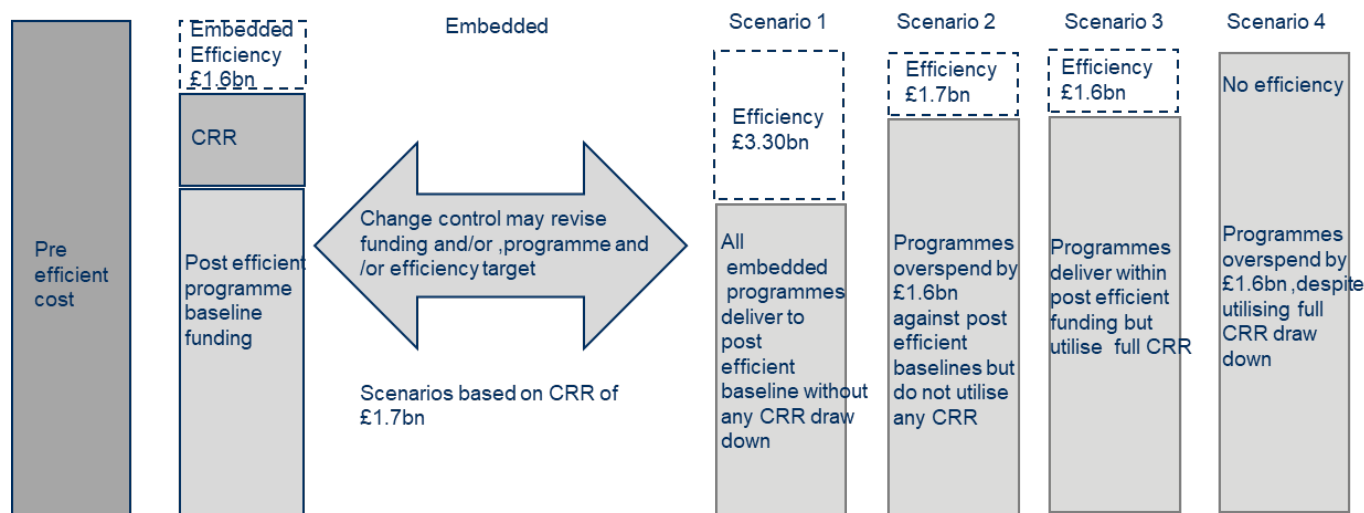 Pre
efficient
cost
Embedded
Efficiency
£1.6bn
CRR
Post efficient
programme
baseline
funding
Embedded
Change control may revise
funding and/or ,programme and
/or efficiency target
Scenarios based on CRR of
£1.7bn
Scenario 1
Efficiency
£3.30bn
All
embedded
programmes
deliver to
post
efficient
baseline without
any CRR draw
down
Scenario 2
Efficiency
£1.7bn
Programmes
overspend by
£1.6bn
against post
efficient
baselines but
do not utilise
any CRR
Scenario 3
Efficiency
£1.6bn
Programmes
deliver within
post efficient
funding but
utilise full CRR
Scenario 4
No efficiency
Programmes
overspend by
£1.6bn ,despite
utilising full
CRR draw
down